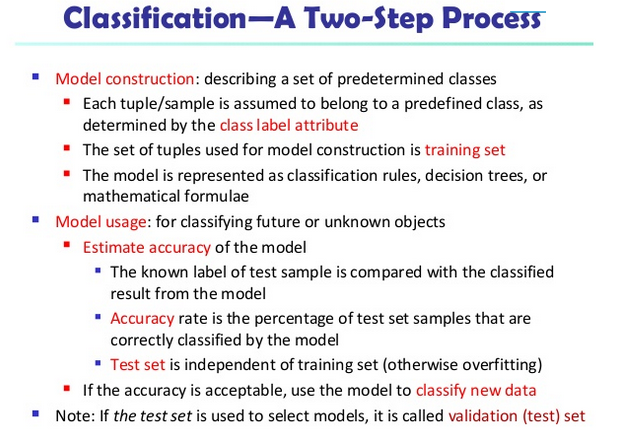 Classification—A Two-Step Process
Model construction: describing a set of predetermined classes
Each tuple/sample is assumed to belong to a predefined class, as
determined by the class label attribute
The set of tuples used for model construction is training set
The model is represented as classification rules, decision trees, or
mathematical formulae
Model usage: for classifying future or unknown objects
Estimate accuracy of the model
The known label of test sample is compared with the classified
result from the model
Accuracy rate is the percentage of test set samples that are
correctly classified by the model
Test set is independent of training set (otherwise overfitting)
If the accuracy is acceptable, use the model to classify new data
Note: If the test set is used to select models, it is called validation (test) set